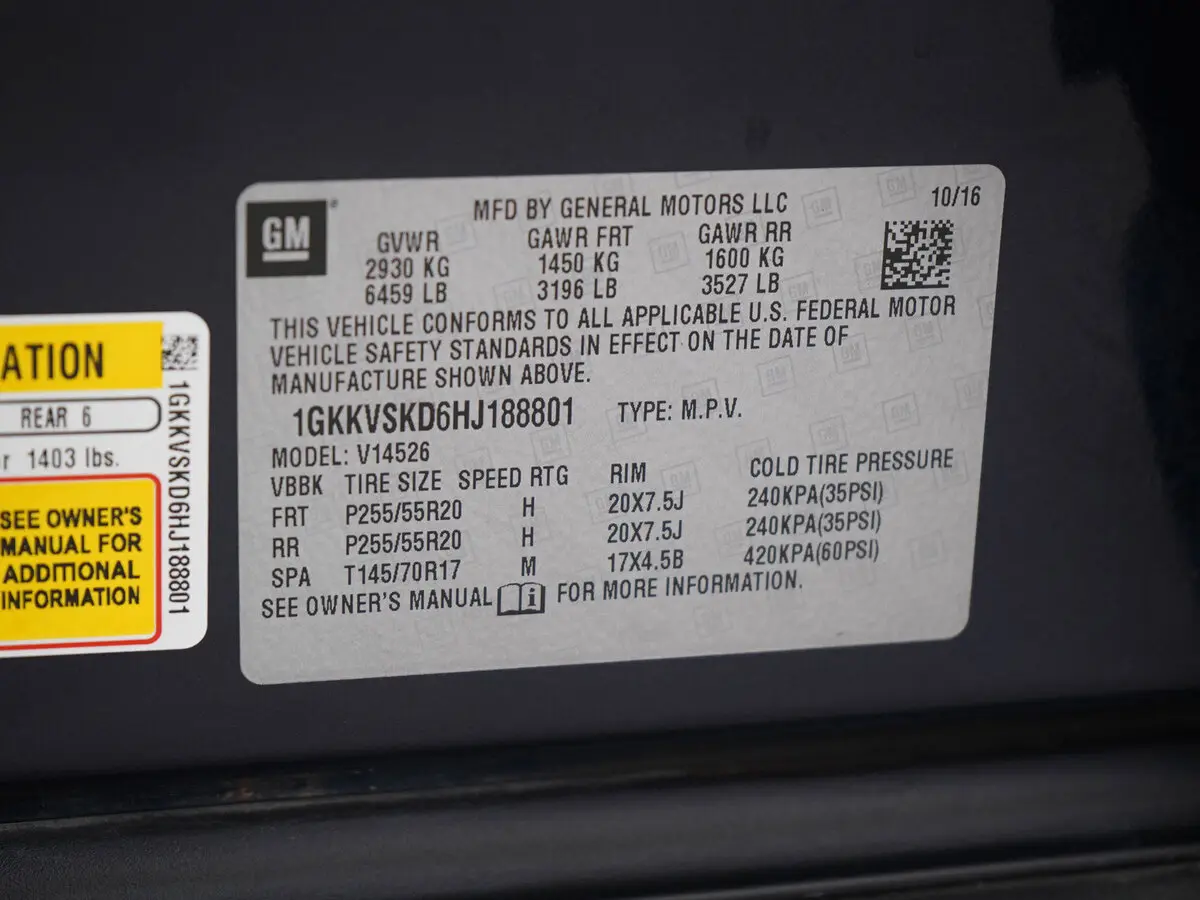 GM
MFD BY GENERAL MOTORS LLC 10/16
GVWR GAWR FRT GAWR RR
2930 KG 1450 KG 1600 KG
6459 LB 3196 LB 3527 LB
THIS VEHICLE CONFORMS TO ALL APPLICABLE U.S. FEDERAL MOTOR
VEHICLE SAFETY STANDARDS IN EFFECT ON THE DATE OF
MANUFACTURE SHOWN ABOVE.
1GKKVSKD6HJ188801 TYPE: M.P.V.
MODEL: V14526
VBBK TIRE SIZE SPEED RTG RIM COLD TIRE PRESSURE
FRT P255/55R20 H 20X7.5J 240KPA(35PSI)
RR P255/55R20 H 20X7.5J 240KPA(35PSI)
SPA T145/70R17 M 17X4.5B 420KPA(60PSI)
SEE OWNER'S MANUAL FOR MORE INFORMATION.
ATION
REAR 6
r 1403 lbs.
SEE OWNER'S
MANUAL FOR
ADDITIONAL
INFORMATION
1GKKVSKD6HJ188801